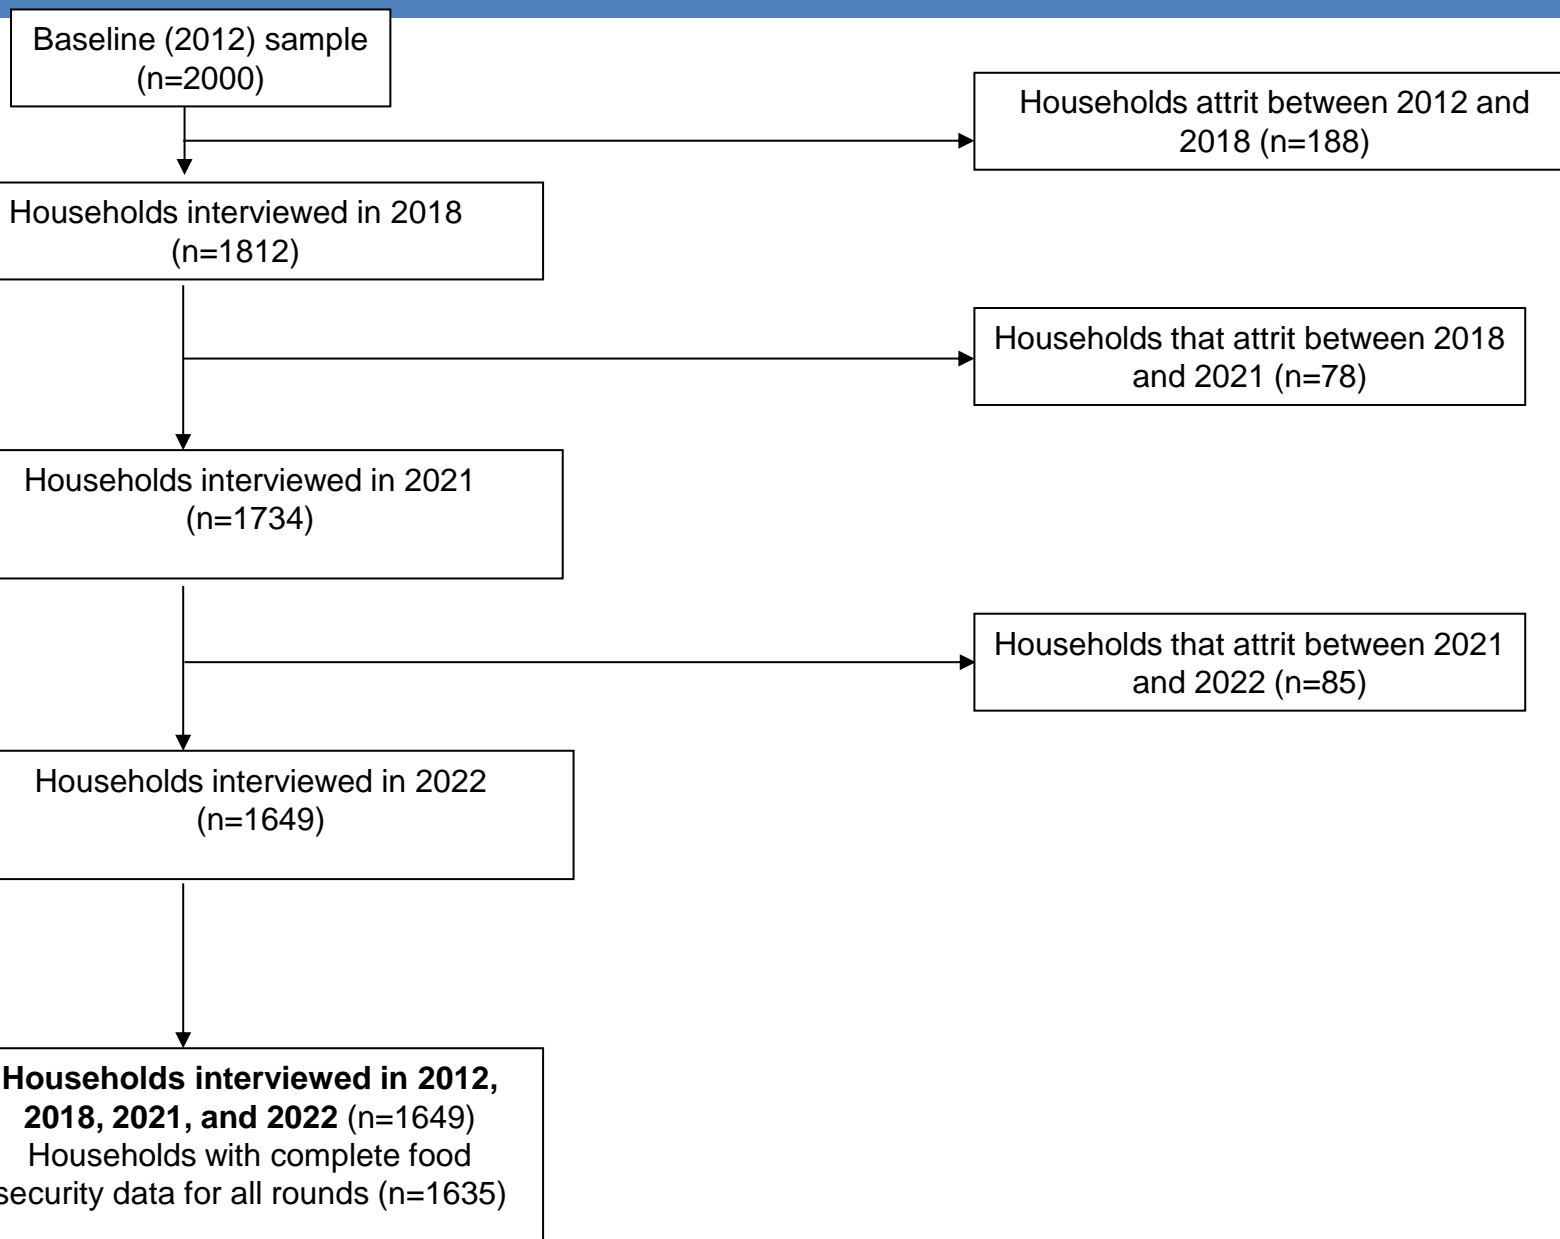 Baseline (2012) sample
(n=2000)
Households attrit between 2012 and
2018 (n=188)
Households interviewed in 2018
(n=1812)
Households that attrit between 2018
and 2021 (n=78)
Households interviewed in 2021
(n=1734)
Households that attrit between 2021
and 2022 (n=85)
Households interviewed in 2022
(n=1649)
Households interviewed in 2012,
2018, 2021, and 2022 (n=1649)
Households with complete food
security data for all rounds (n=1635)